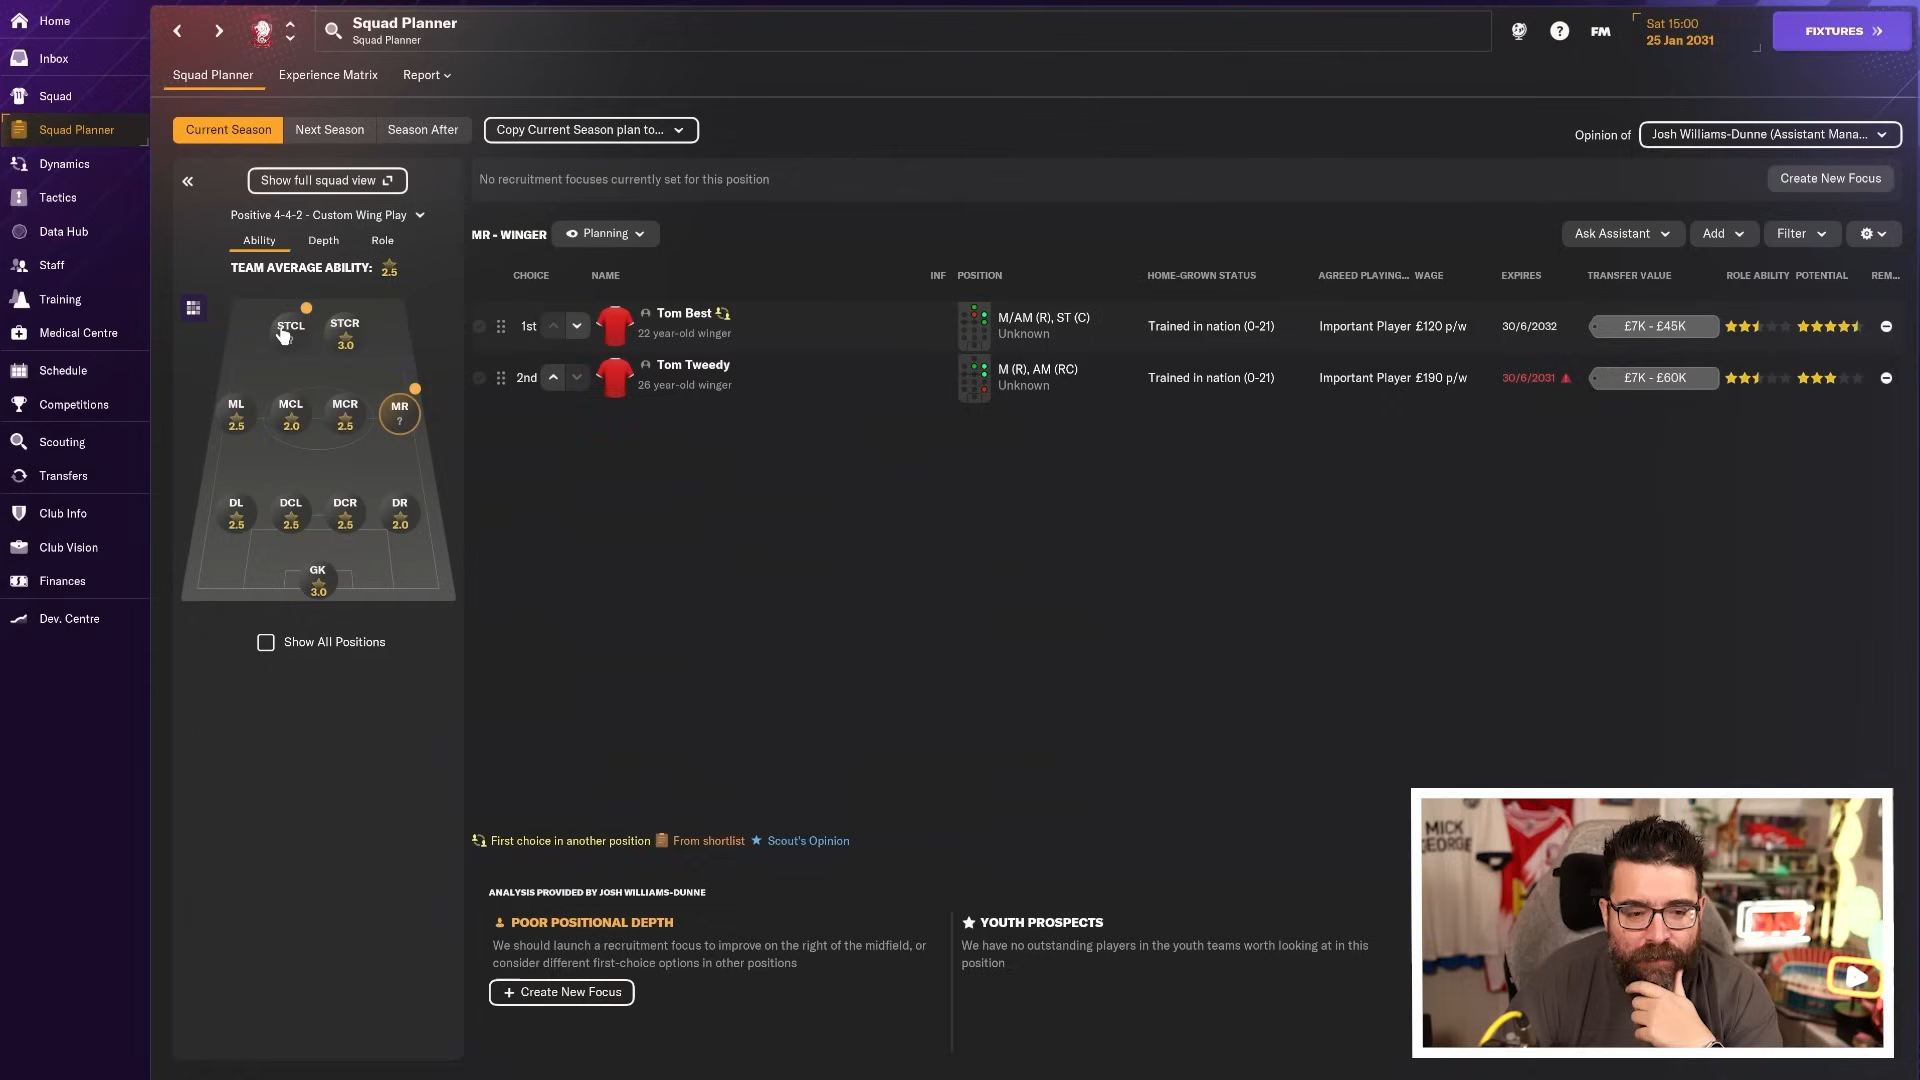 Home
Squad Planner
Squad Planner
FM
Sat 15:00
25 Jan 2031
FIXTURES
Inbox
Squad
Squad Planner
Dynamics
Tactics
Data Hub
Staff
Training
Medical Centre
Schedule
Competitions
Scouting
Transfers
Club Info
Club Vision
Finances
Dev. Centre
Squad Planner Experience Matrix Report
Current Season Next Season Season After Copy Current Season plan to...
Opinion of Josh Williams-Dunne (Assistant Mana...
Show full squad view
Positive 4-4-2 - Custom Wing Play
Ability Depth Role
TEAM AVERAGE ABILITY: 2.5
STCL STCR
3.0
ML MCL MCR MR
2.5 2.0 2.5 ?
DL DCL DCR DR
2.5 2.5 2.5 2.0
GK
3.0
Show All Positions
No recruitment focuses currently set for this position Create New Focus
MR - WINGER Planning Ask Assistant Add Filter
CHOICE NAME INF POSITION HOME-GROWN STATUS AGREED PLAYING... WAGE EXPIRES TRANSFER VALUE ROLE ABILITY POTENTIAL REM...
1st Tom Best M/AM (R), ST (C) Trained in nation (0-21) Important Player £120 p/w 30/6/2032 £7K - £45K
22 year-old winger Unknown
2nd Tom Tweedy M (R), AM (RC) Trained in nation (0-21) Important Player £190 p/w 30/6/2031 £7K - £60K
26 year-old winger Unknown
First choice in another position From shortlist Scout's Opinion
ANALYSIS PROVIDED BY JOSH WILLIAMS-DUNNE
POOR POSITIONAL DEPTH
We should launch a recruitment focus to improve on the right of the midfield, or
consider different first-choice options in other positions
+ Create New Focus
YOUTH PROSPECTS
We have no outstanding players in the youth teams worth looking at in this
position
MICK
GEORGE